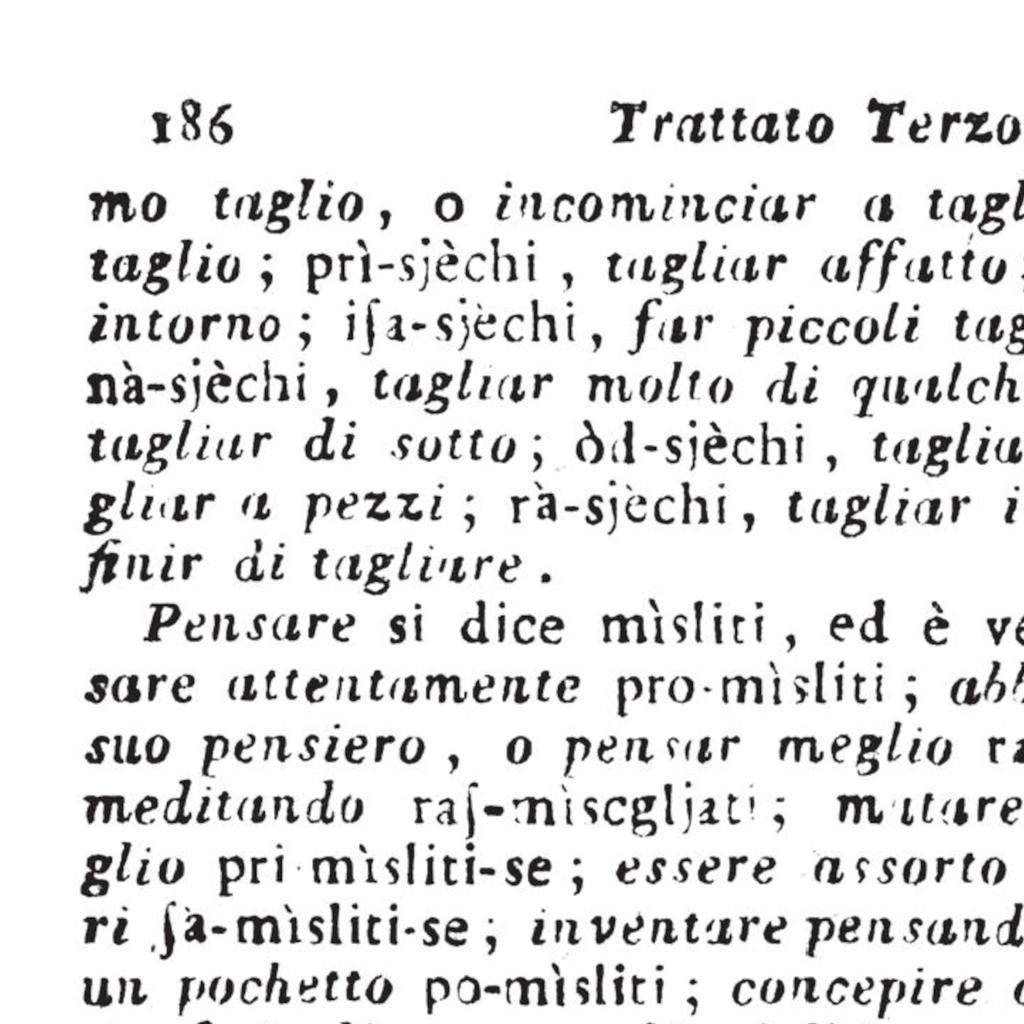 186 Trattato Terzo
mo taglio, o incominciar a tagl
taglio; prì-sjèchi, tagliar affatto;
intorno; iſa-sjèchi, far piccoli tag
nà-sjèchi, tagliar molto di qualch
tagliar di sotto; òd-sjèchi, taglia
gliar a pezzi; rà-sjèchi, tagliar i
finir di tagliare.
Pensare si dice mìsliti, ed è ve
sare attentamente pro-mìsliti; abb
suo pensiero, o pensar meglio ra
meditando raſ-mìscgljati; mutare
glio pri-mìsliti-se; essere assorto
ri ſà-mìsliti-se; inventare pensand
un pochetto po-mìsliti; concepire